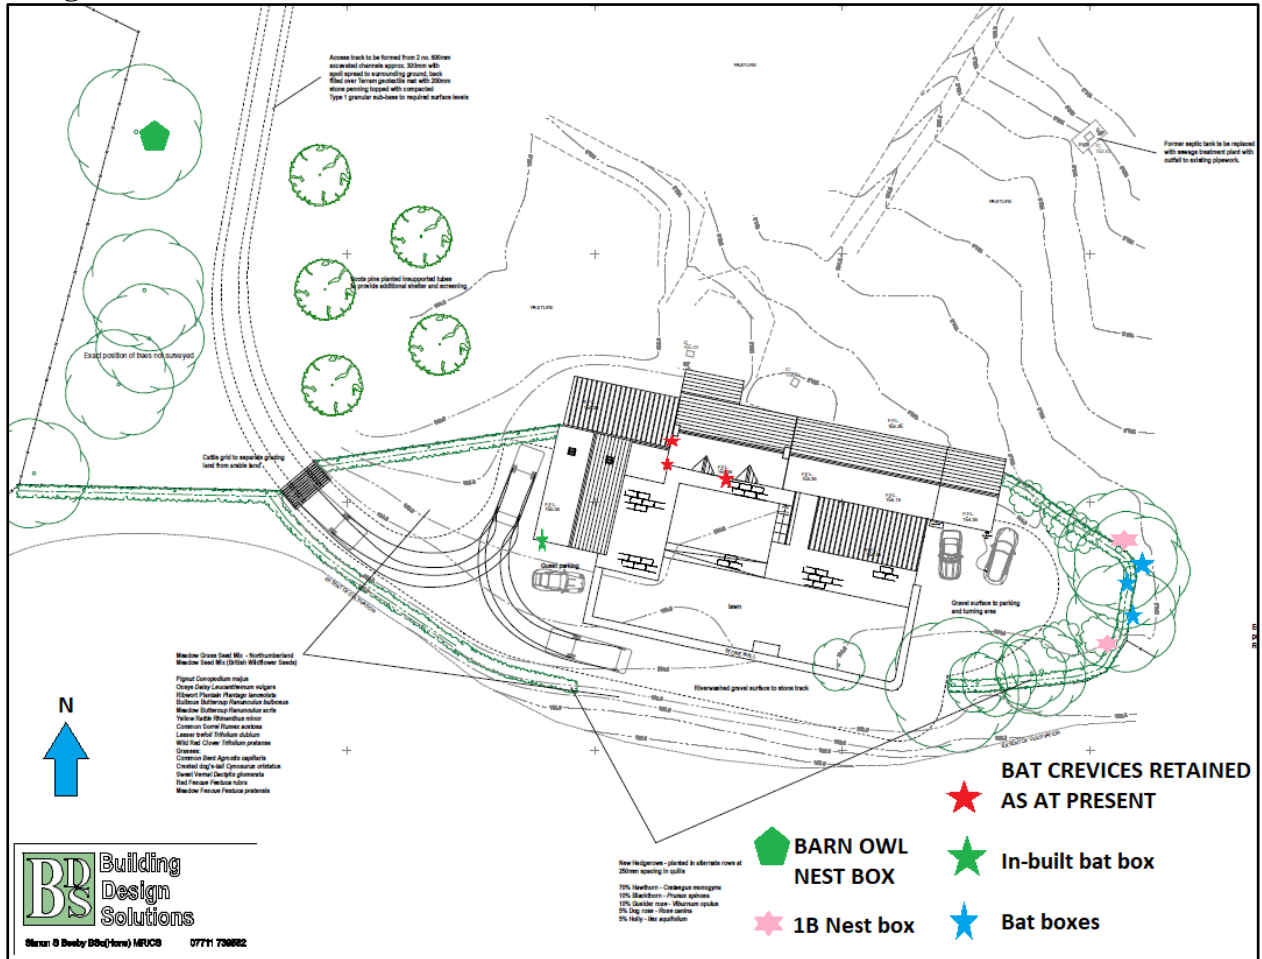 Access track to be formed from 2 no. 600mm
excavated channels approx. 300mm with
spoil spread to surrounding ground, back
filled over Terram geotextile mat with 200mm
stone penning topped with compacted
Type 1 granular sub-base to required surface levels
PASTURE
Former septic tank to be replaced
with sewage treatment plant with
outfall to existing pipework.
PASTURE
Scots pine planted insupported tubes
to provide additional shelter and screening
PASTURE
Exact position of trees not surveyed
Cattle grid to separate grazing
land from arable land
Guest parking
Gravel surface to parking
and turning area
lawn
STONE WALL
EXTENT OF CULTIVATION
Riverwashed gravel surface to stone track
EXTENT OF CULTIVATION
Meadow Grass Seed Mix - Northumberland
Meadow Seed Mix (British Wildflower Seeds)
Pignut Conopodium majus
Oxeye Daisy Leucanthemum vulgare
Ribwort Plantain Plantago lanceolata
Bulbous Buttercup Ranunculus bulbosus
Meadow Buttercup Ranunculus acris
Yellow Rattle Rhinanthus minor
Common Sorrel Rumex acetosa
Lesser trefoil Trifolium dubium
Wild Red Clover Trifolium pratense
Grasses:
Common Bent Agrostis capillaris
Crested dog's-tail Cynosurus cristatus
Sweet Vernal Dactylis glomerata
Red Fescue Festuca rubra
Meadow Fescue Festuca pratensis
N
New Hedgerows - planted in alternate rows at
250mm spacing in quills
70% Hawthorn - Crataegus monogyna
10% Blackthorn - Prunus spinosa
10% Guelder rose - Viburnum opulus
5% Dog rose - Rosa canina
5% Holly - Ilex aquifolium
BAT CREVICES RETAINED
AS AT PRESENT
BARN OWL
NEST BOX
In-built bat box
1B Nest box
Bat boxes
BDS
Building
Design
Solutions
Simon S Beeby BSc(Hons) MRICS 07711 739552